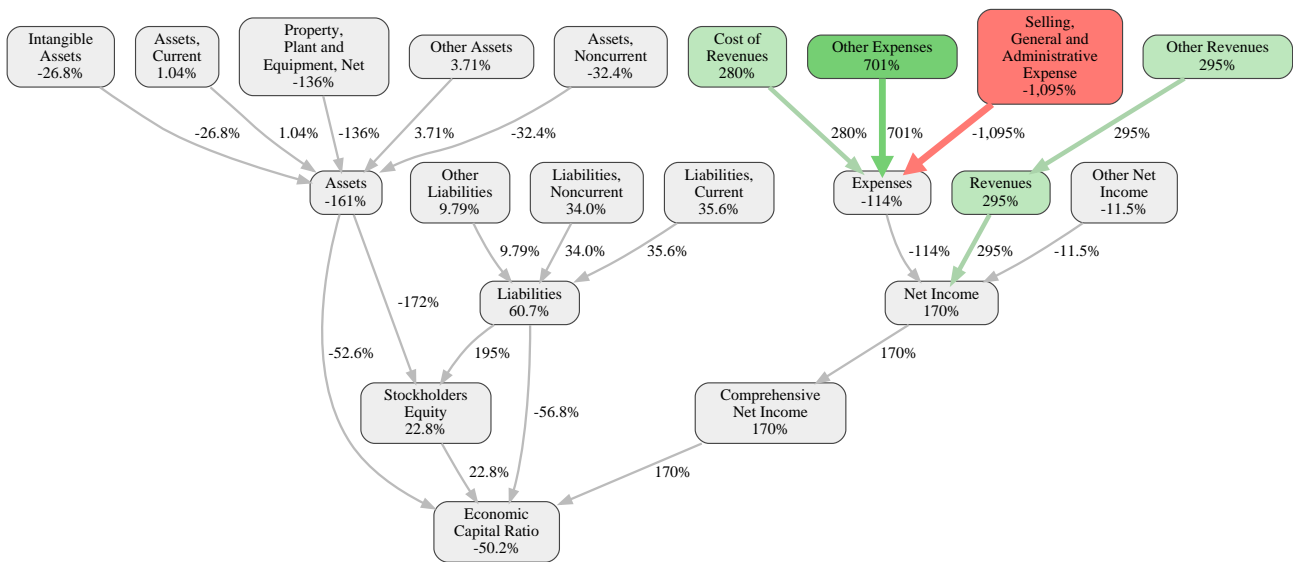 Intangible
Assets
-26.8%
Assets,
Current
1.04%
Property,
Plant and
Equipment, Net
-136%
Other Assets
3.71%
Assets,
Noncurrent
-32.4%
Cost of
Revenues
280%
Other Expenses
701%
Selling,
General and
Administrative
Expense
-1,095%
Other Revenues
295%
-26.8%
1.04%
-136%
3.71%
-32.4%
280%
701%
-1,095%
295%
Assets
-161%
Other
Liabilities
9.79%
Liabilities,
Noncurrent
34.0%
Liabilities,
Current
35.6%
Expenses
-114%
Revenues
295%
Other Net
Income
-11.5%
9.79%
34.0%
35.6%
-114%
295%
-11.5%
Liabilities
60.7%
Net Income
170%
-172%
-52.6%
195%
-56.8%
170%
Stockholders
Equity
22.8%
Comprehensive
Net Income
170%
22.8%
170%
Economic
Capital Ratio
-50.2%